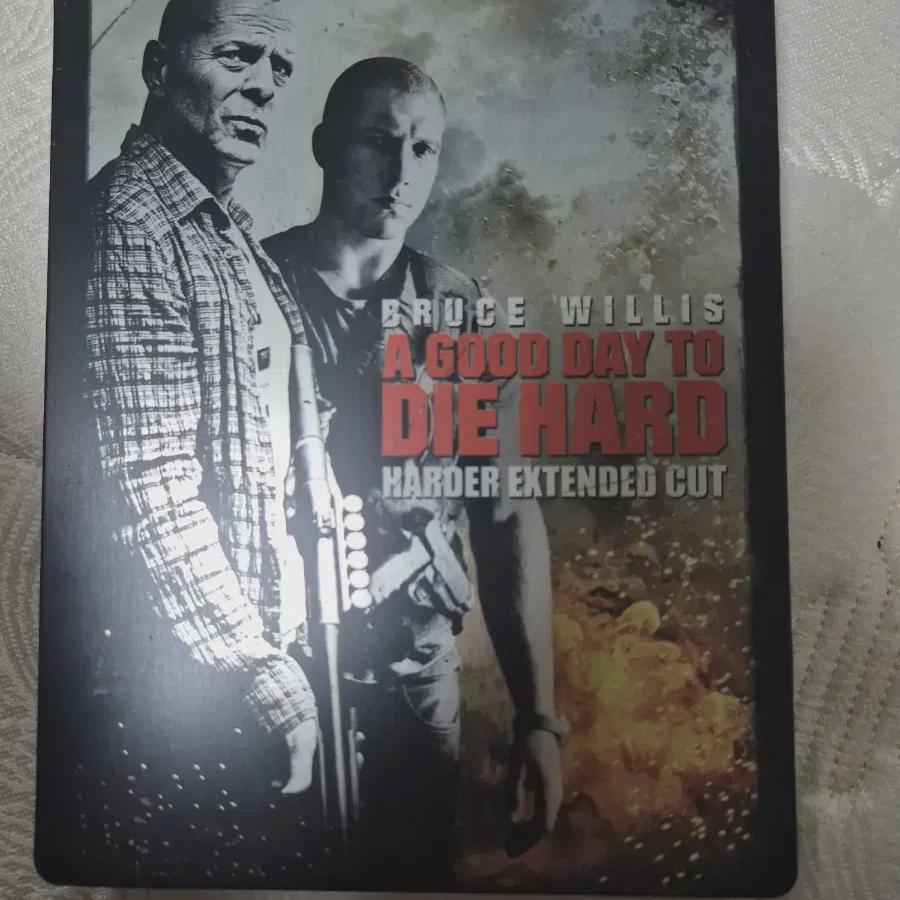 BRUCE WILLIS
A GOOD DAY TO
DIE HARD
HARDER EXTENDED CUT